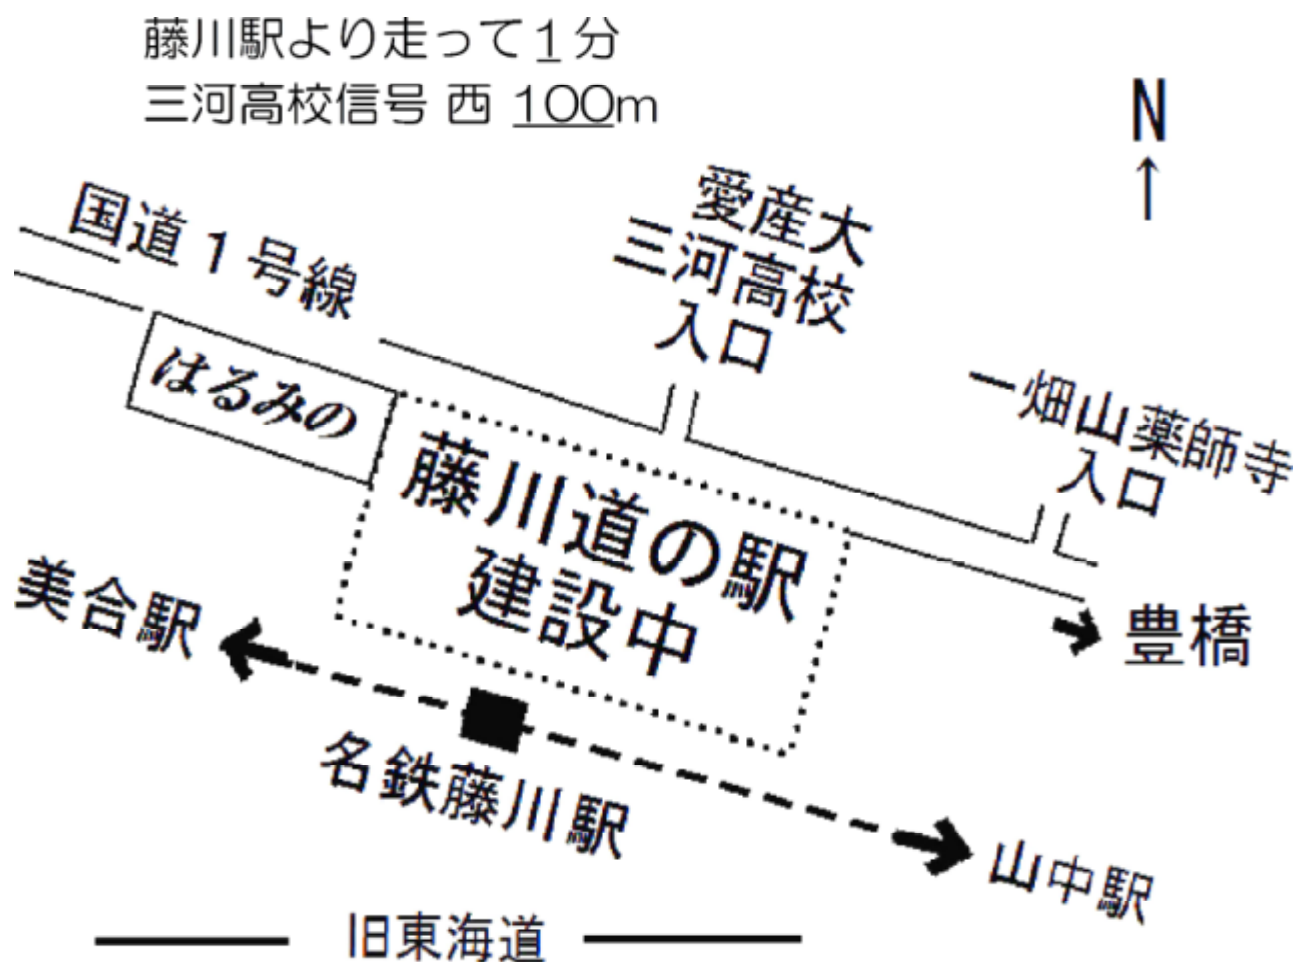 藤川駅より走って1分
三河高校信号 西 100m
N
国道1号線
愛産大
三河高校
入口
一畑山薬師寺
入口
はるみの
藤川道の駅
建設中
豊橋
美合駅
名鉄藤川駅
山中駅
旧東海道